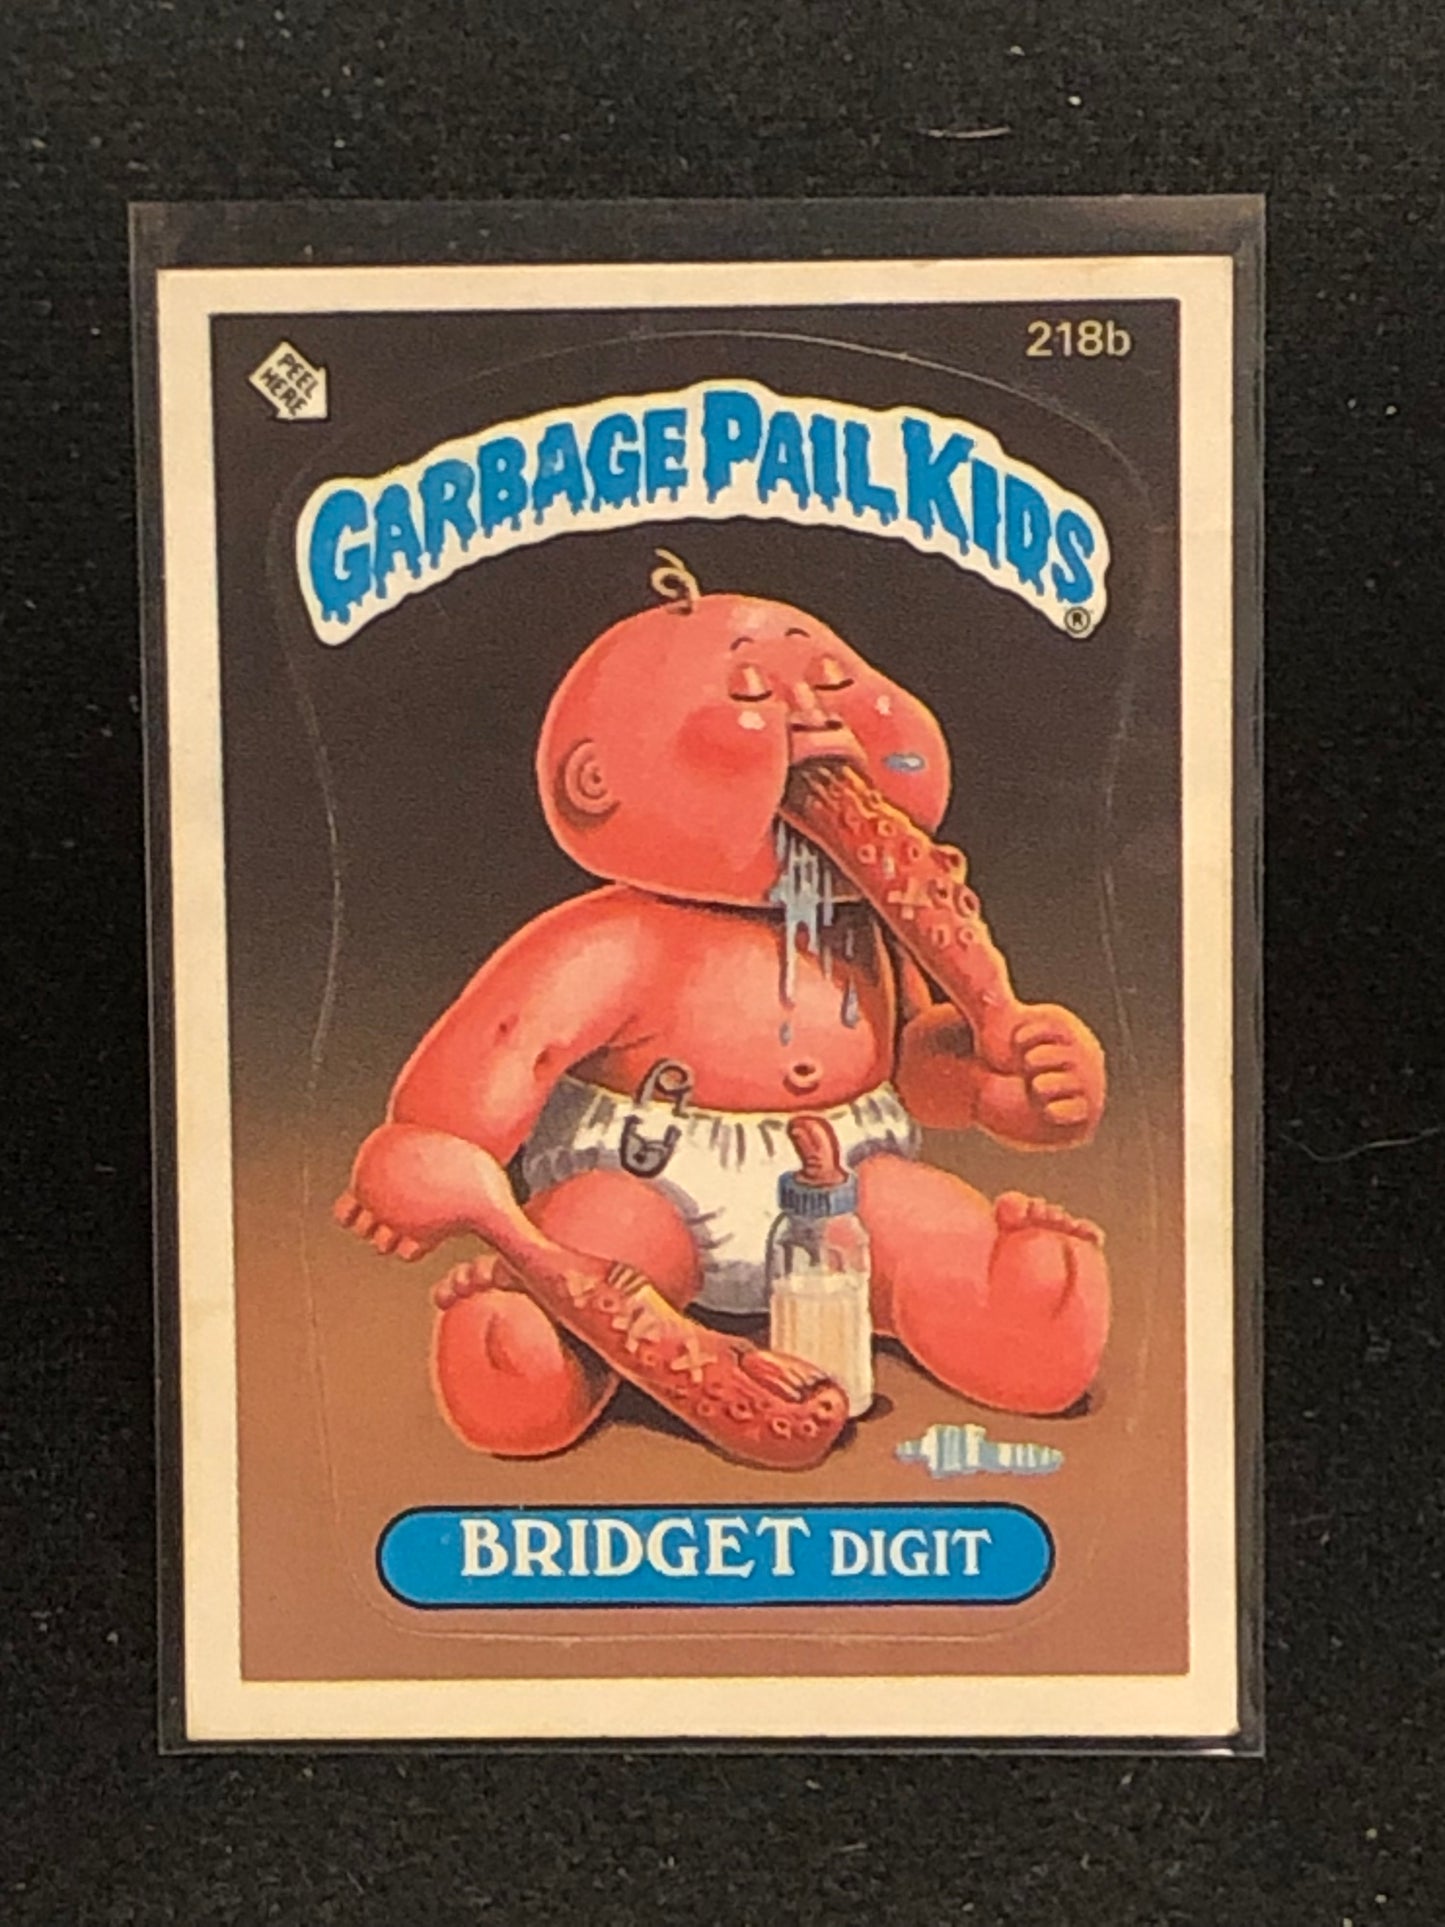 218b
PEEL
HERE
GARBAGE PAIL KIDS
®
BRIDGET DIGIT